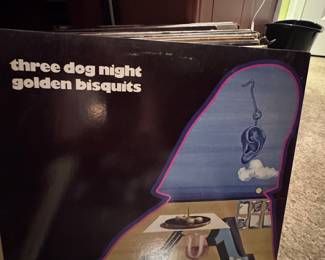 three dog night
golden bisquits